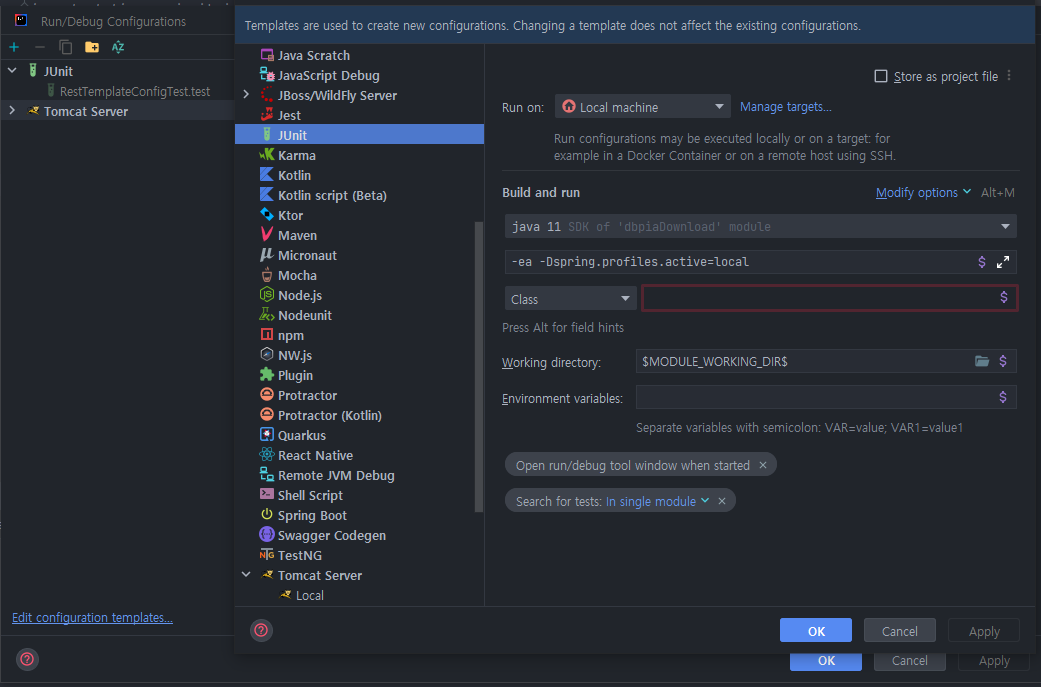 Run/Debug Configurations
JUnit
RestTemplateConfigTest.test
Tomcat Server
Edit configuration templates...
Templates are used to create new configurations. Changing a template does not affect the existing configurations.
Java Scratch
JavaScript Debug
JBoss/WildFly Server
Jest
JUnit
Karma
Kotlin
Kotlin script (Beta)
Ktor
Maven
Micronaut
Mocha
Node.js
Nodeunit
npm
NW.js
Plugin
Protractor
Protractor (Kotlin)
Quarkus
React Native
Remote JVM Debug
Shell Script
Spring Boot
Swagger Codegen
TestNG
Tomcat Server
Local
Store as project file
Run on: Local machine Manage targets...
Run configurations may be executed locally or on a target: for
example in a Docker Container or on a remote host using SSH.
Build and run Modify options Alt+M
java 11 SDK of 'dbpiaDownload' module
-ea -Dspring.profiles.active=local
Class
Press Alt for field hints
Working directory: $MODULE_WORKING_DIR$
Environment variables:
Separate variables with semicolon: VAR=value; VAR1=value1
Open run/debug tool window when started ×
Search for tests: In single module ×
OK Cancel Apply
OK Cancel Apply